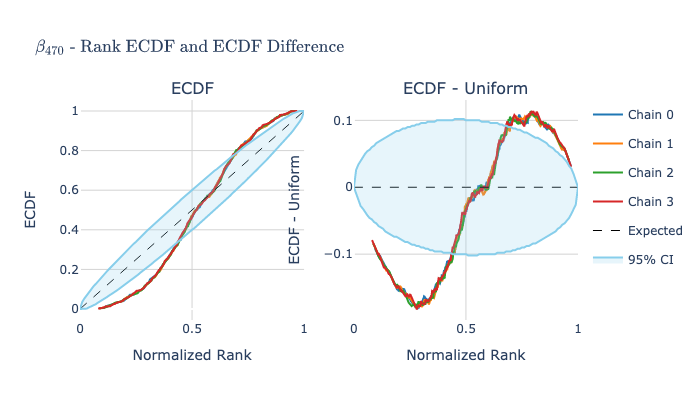 β470 - Rank ECDF and ECDF Difference
ECDF
ECDF - Uniform
1
0.8
0.6
0.4
0.2
0
0
0.5
1
ECDF
Normalized Rank
0.1
0
−0.1
0
0.5
1
ECDF - Uniform
Normalized Rank
Chain 0
Chain 1
Chain 2
Chain 3
Expected
95% CI